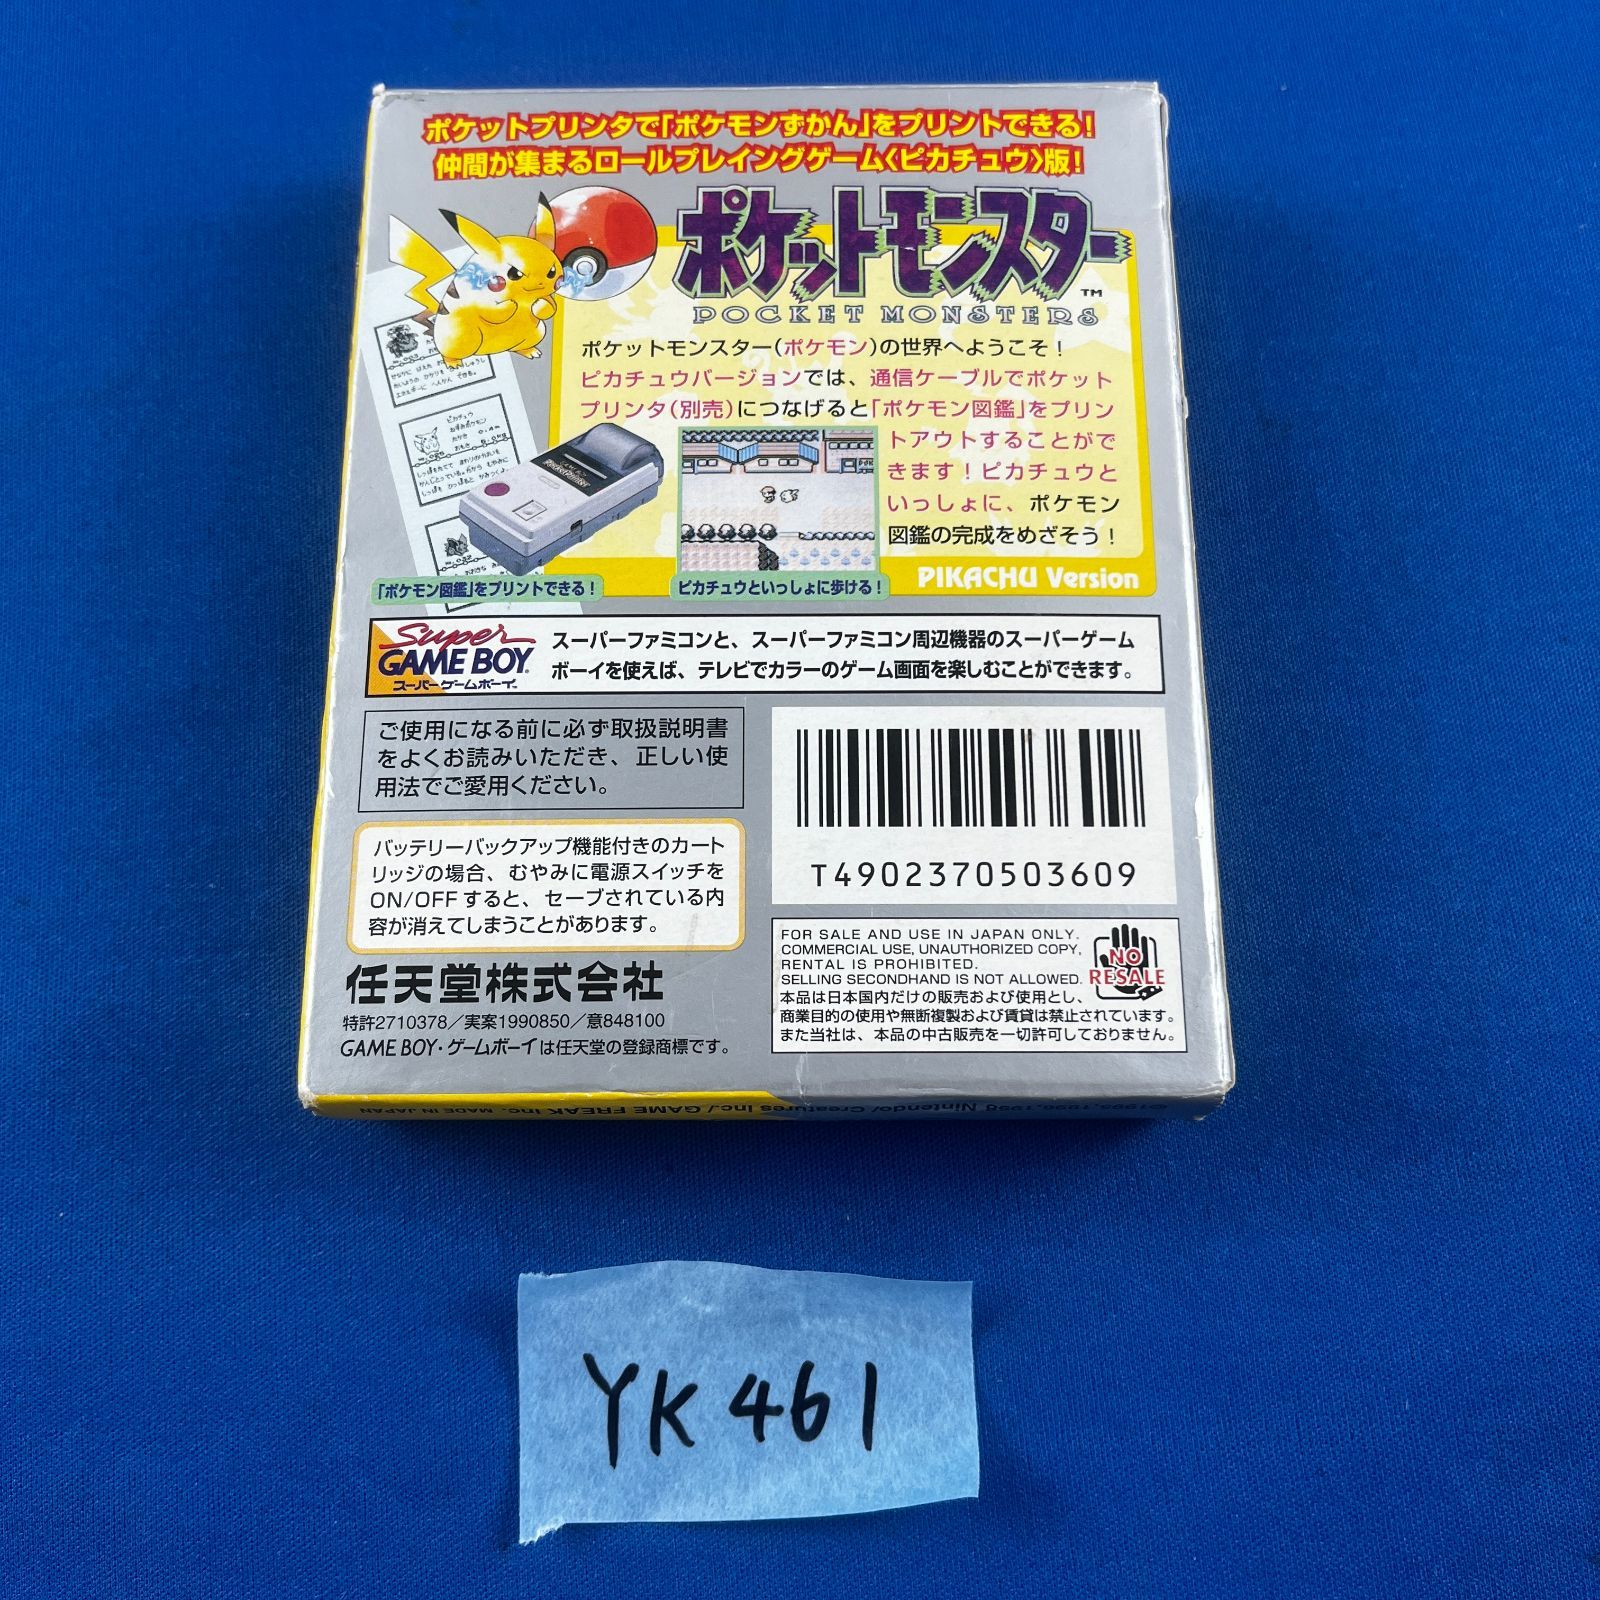 ポケットプリンタで「ポケモンずかん」をプリントできる!
仲間が集まるロールプレイングゲーム〈ピカチュウ〉版!
ポケットモンスター
TM
POCKET MONSTERS
ポケットモンスター(ポケモン)の世界へようこそ!
ピカチュウバージョンでは、通信ケーブルでポケット
プリンタ(別売)につなげると「ポケモン図鑑」をプリン
トアウトすることがで
きます!ピカチュウと
いっしょに、ポケモン
図鑑の完成をめざそう!
ピカチュウ
「ポケモン図鑑」をプリントできる!
ピカチュウといっしょに歩ける!
PIKACHU Version
Super
GAME BOY
スーパーゲームボーイ
スーパーファミコンと、スーパーファミコン周辺機器のスーパーゲーム
ボーイを使えば、テレビでカラーのゲーム画面を楽しむことができます。
ご使用になる前に必ず取扱説明書
をよくお読みいただき、正しい使
用法でご愛用ください。
バッテリーバックアップ機能付きのカート
リッジの場合、むやみに電源スイッチを
ON/OFFすると、セーブされている内
容が消えてしまうことがあります。
任天堂株式会社
特許2710378/実案1990850/意848100
GAME BOY・ゲームボーイは任天堂の登録商標です。
T4902370503609
FOR SALE AND USE IN JAPAN ONLY.
COMMERCIAL USE, UNAUTHORIZED COPY,
RENTAL IS PROHIBITED.
SELLING SECONDHAND IS NOT ALLOWED.
NO
RESALE
本品は日本国内だけの販売および使用とし、
商業目的の使用や無断複製および賃貸は禁止されています。
また当社は、本品の中古販売を一切許可しておりません。
©1995,1996,1998 Nintendo/Creatures inc./GAME FREAK inc. MADE IN JAPAN
YK461